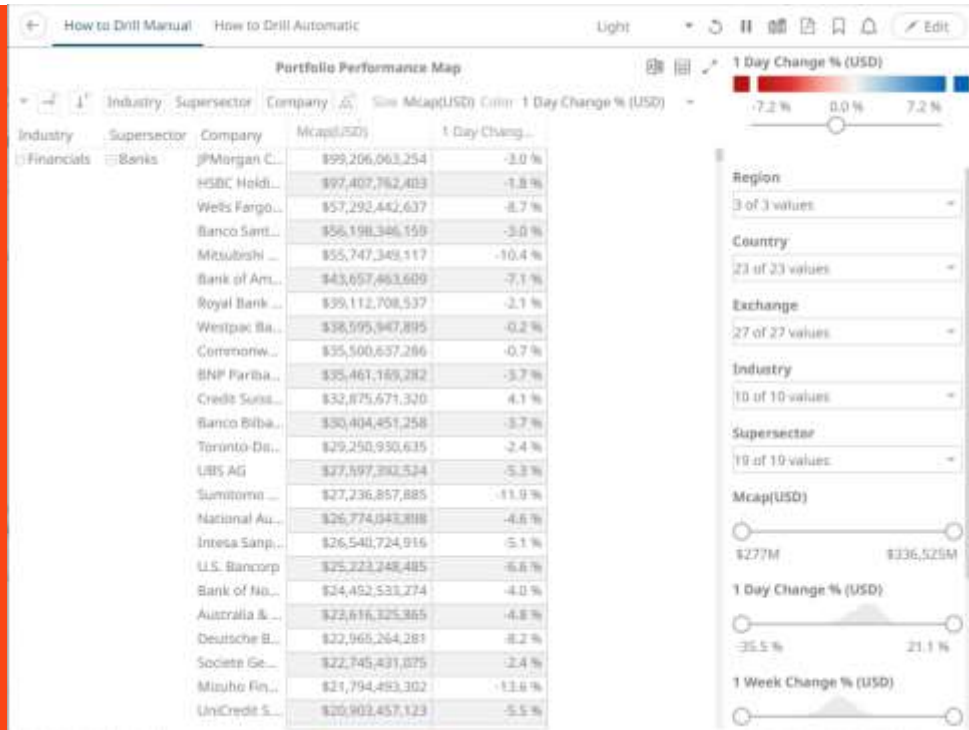 How to Drill Manual How to Drill Automatic Light Edit
Portfolio Performance Map
Industry Supersector Company Size Mcap(USD) Color 1 Day Change % (USD)
Industry Supersector Company Mcap(USD) 1 Day Chang...
Financials Banks JPMorgan C... $99,206,063,254 -3.0 %
HSBC Holdi... $97,407,762,403 -1.8 %
Wells Fargo... $57,292,442,637 -8.7 %
Banco Sant... $56,198,346,159 -3.0 %
Mitsubishi ... $55,747,349,117 -10.4 %
Bank of Am... $43,657,463,609 -7.1 %
Royal Bank ... $39,112,708,537 -2.1 %
Westpac Ba... $38,595,947,895 -0.2 %
Commonw... $35,500,637,286 -0.7 %
BNP Pariba... $35,461,169,282 -3.7 %
Credit Suiss... $32,875,671,320 4.1 %
Banco Bilba... $30,404,451,258 -3.7 %
Toronto-Do... $29,250,930,635 -2.4 %
UBS AG $27,597,392,524 -5.3 %
Sumitomo ... $27,236,857,885 -11.9 %
National Au... $26,774,043,898 -4.6 %
Intesa Sanp... $26,540,724,916 -5.1 %
U.S. Bancorp $25,223,248,485 -6.6 %
Bank of No... $24,492,533,274 -4.0 %
Australia & ... $23,616,325,865 -4.8 %
Deutsche B... $22,965,264,281 -8.2 %
Societe Ge... $22,745,431,075 -2.4 %
Mizuho Fin... $21,794,493,302 -13.6 %
UniCredit S... $20,903,457,123 -5.5 %
1 Day Change % (USD)
-7.2 % 0.0 % 7.2 %
Region
3 of 3 values
Country
23 of 23 values
Exchange
27 of 27 values
Industry
10 of 10 values
Supersector
19 of 19 values
Mcap(USD)
$277M $336,525M
1 Day Change % (USD)
-35.5 % 21.1 %
1 Week Change % (USD)